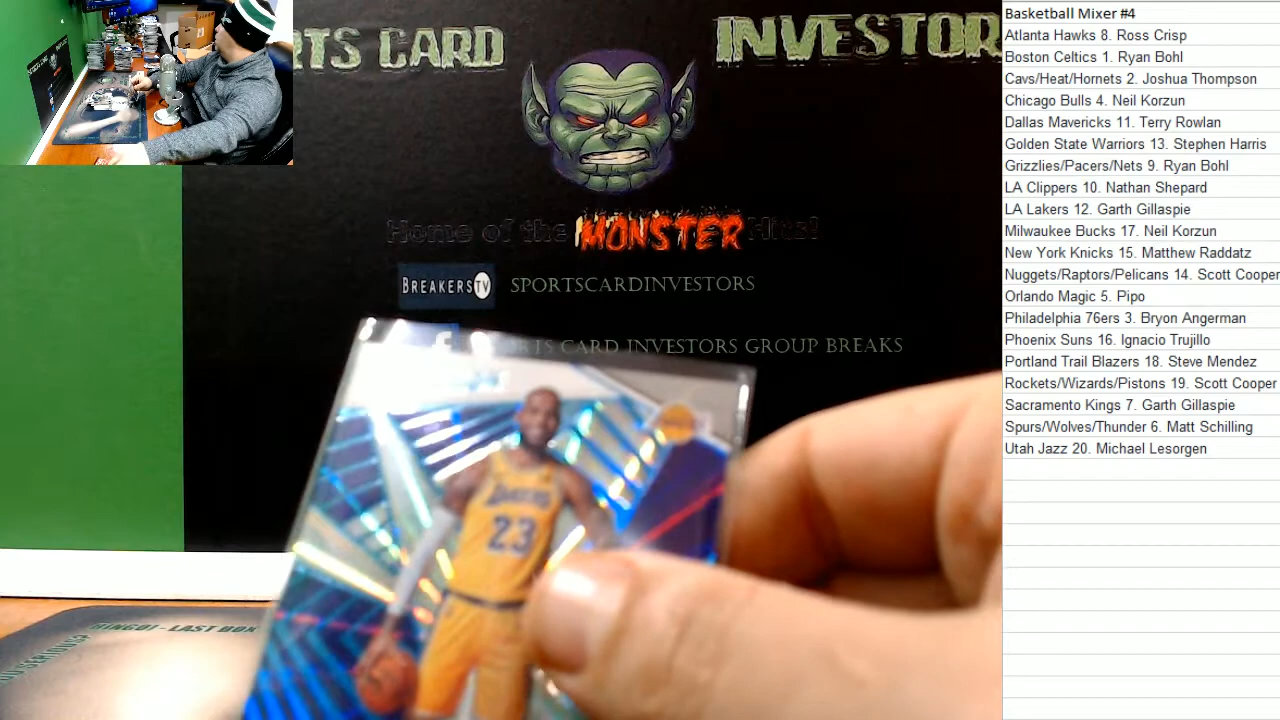 TS CARD INVESTOR
Home of the MONSTER Hits!
BREAKERSTV SPORTSCARDINVESTORS
RTS CARD INVESTOR GROUP BREAKS
23
LAST BOX
Basketball Mixer #4
Atlanta Hawks 8. Ross Crisp
Boston Celtics 1. Ryan Bohl
Cavs/Heat/Hornets 2. Joshua Thompson
Chicago Bulls 4. Neil Korzun
Dallas Mavericks 11. Terry Rowlan
Golden State Warriors 13. Stephen Harris
Grizzlies/Pacers/Nets 9. Ryan Bohl
LA Clippers 10. Nathan Shepard
LA Lakers 12. Garth Gillaspie
Milwaukee Bucks 17. Neil Korzun
New York Knicks 15. Matthew Raddatz
Nuggets/Raptors/Pelicans 14. Scott Cooper
Orlando Magic 5. Pipo
Philadelphia 76ers 3. Bryon Angerman
Phoenix Suns 16. Ignacio Trujillo
Portland Trail Blazers 18. Steve Mendez
Rockets/Wizards/Pistons 19. Scott Cooper
Sacramento Kings 7. Garth Gillaspie
Spurs/Wolves/Thunder 6. Matt Schilling
Utah Jazz 20. Michael Lesorgen